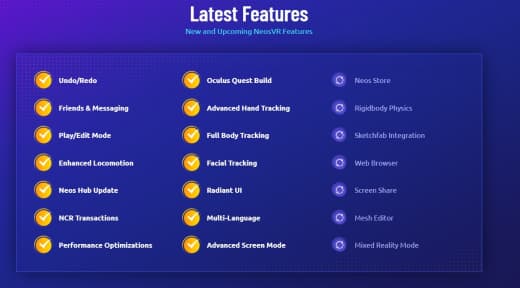 Latest Features
New and Upcoming NeosVR Features
Undo/Redo
Oculus Quest Build
Neos Store
Friends & Messaging
Advanced Hand Tracking
Rigidbody Physics
Play/Edit Mode
Full Body Tracking
Sketchfab Integration
Enhanced Locomotion
Facial Tracking
Web Browser
Neos Hub Update
Radiant UI
Screen Share
NCR Transactions
Multi-Language
Mesh Editor
Performance Optimizations
Advanced Screen Mode
Mixed Reality Mode